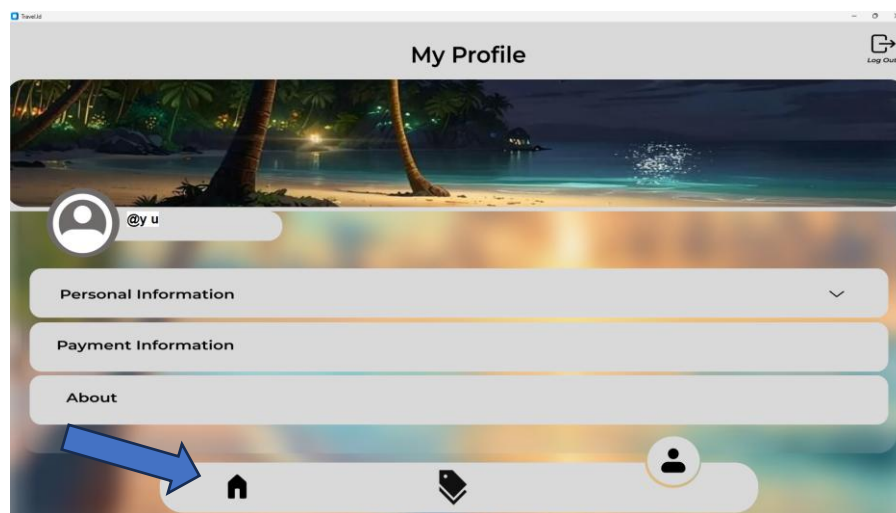 Travel.Id
My Profile
Log Out
@y u
Personal Information
Payment Information
About